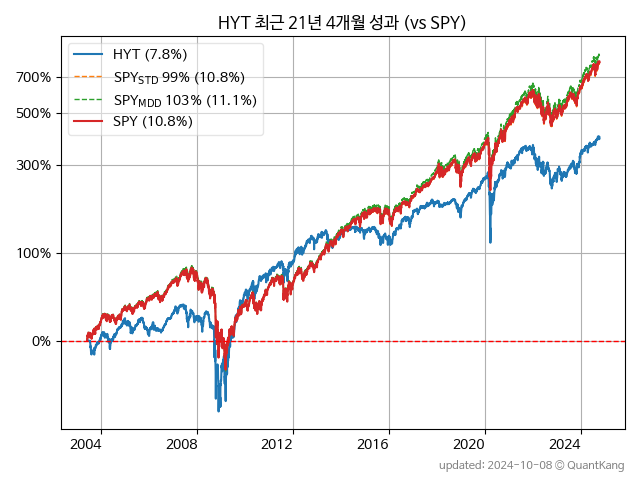 HYT 최근 21년 4개월 성과 (vs SPY)
HYT (7.8%)
SPY_STD 99% (10.8%)
SPY_MDD 103% (11.1%)
SPY (10.8%)
700%
500%
300%
100%
0%
2004 2008 2012 2016 2020 2024
updated: 2024-10-08 © QuantKang